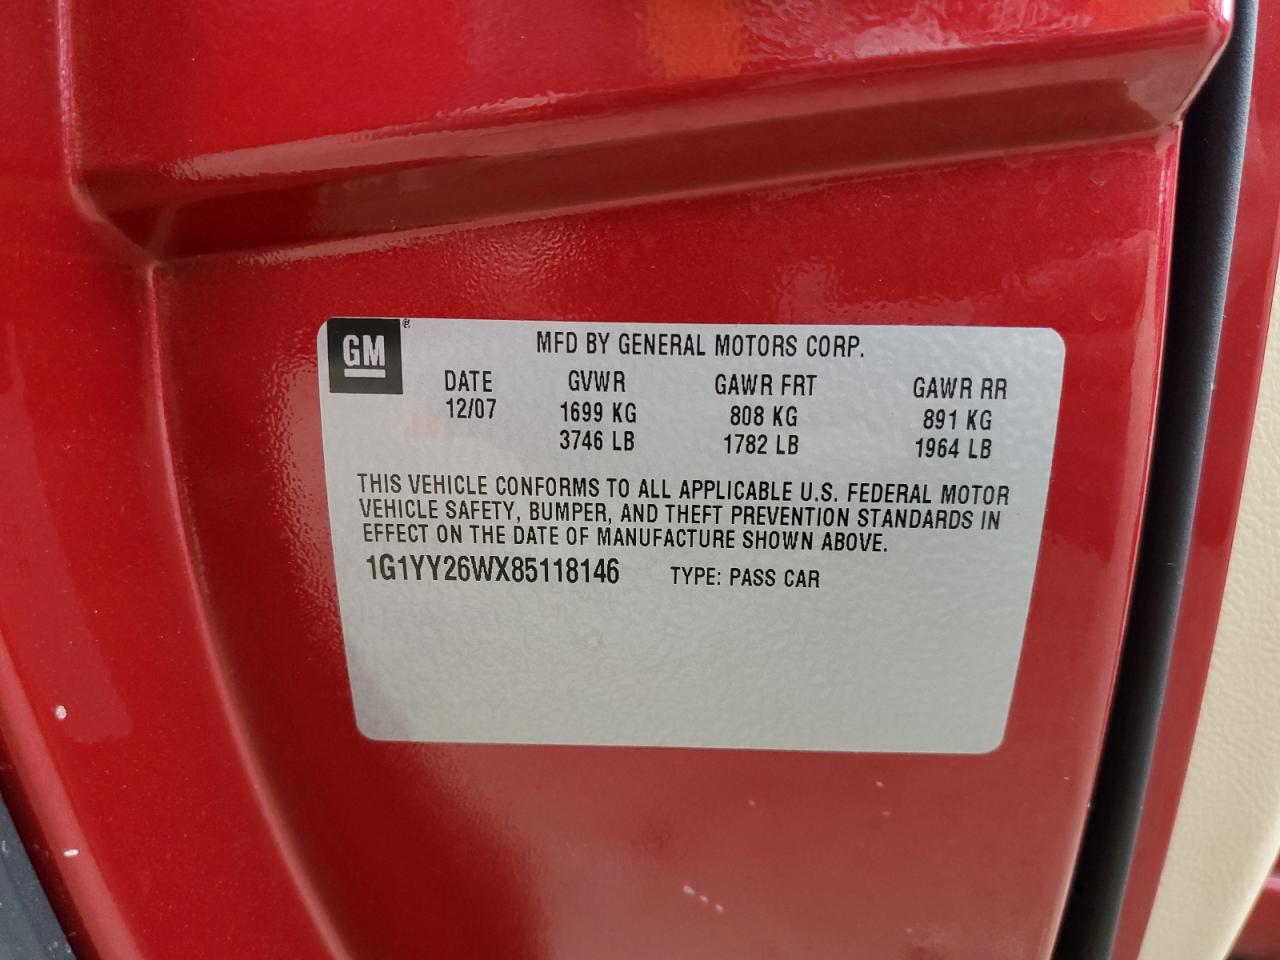 GM®
MFD BY GENERAL MOTORS CORP.
DATE GVWR GAWR FRT GAWR RR
12/07 1699 KG 808 KG 891 KG
3746 LB 1782 LB 1964 LB
THIS VEHICLE CONFORMS TO ALL APPLICABLE U.S. FEDERAL MOTOR
VEHICLE SAFETY, BUMPER, AND THEFT PREVENTION STANDARDS IN
EFFECT ON THE DATE OF MANUFACTURE SHOWN ABOVE.
1G1YY26WX85118146 TYPE: PASS CAR